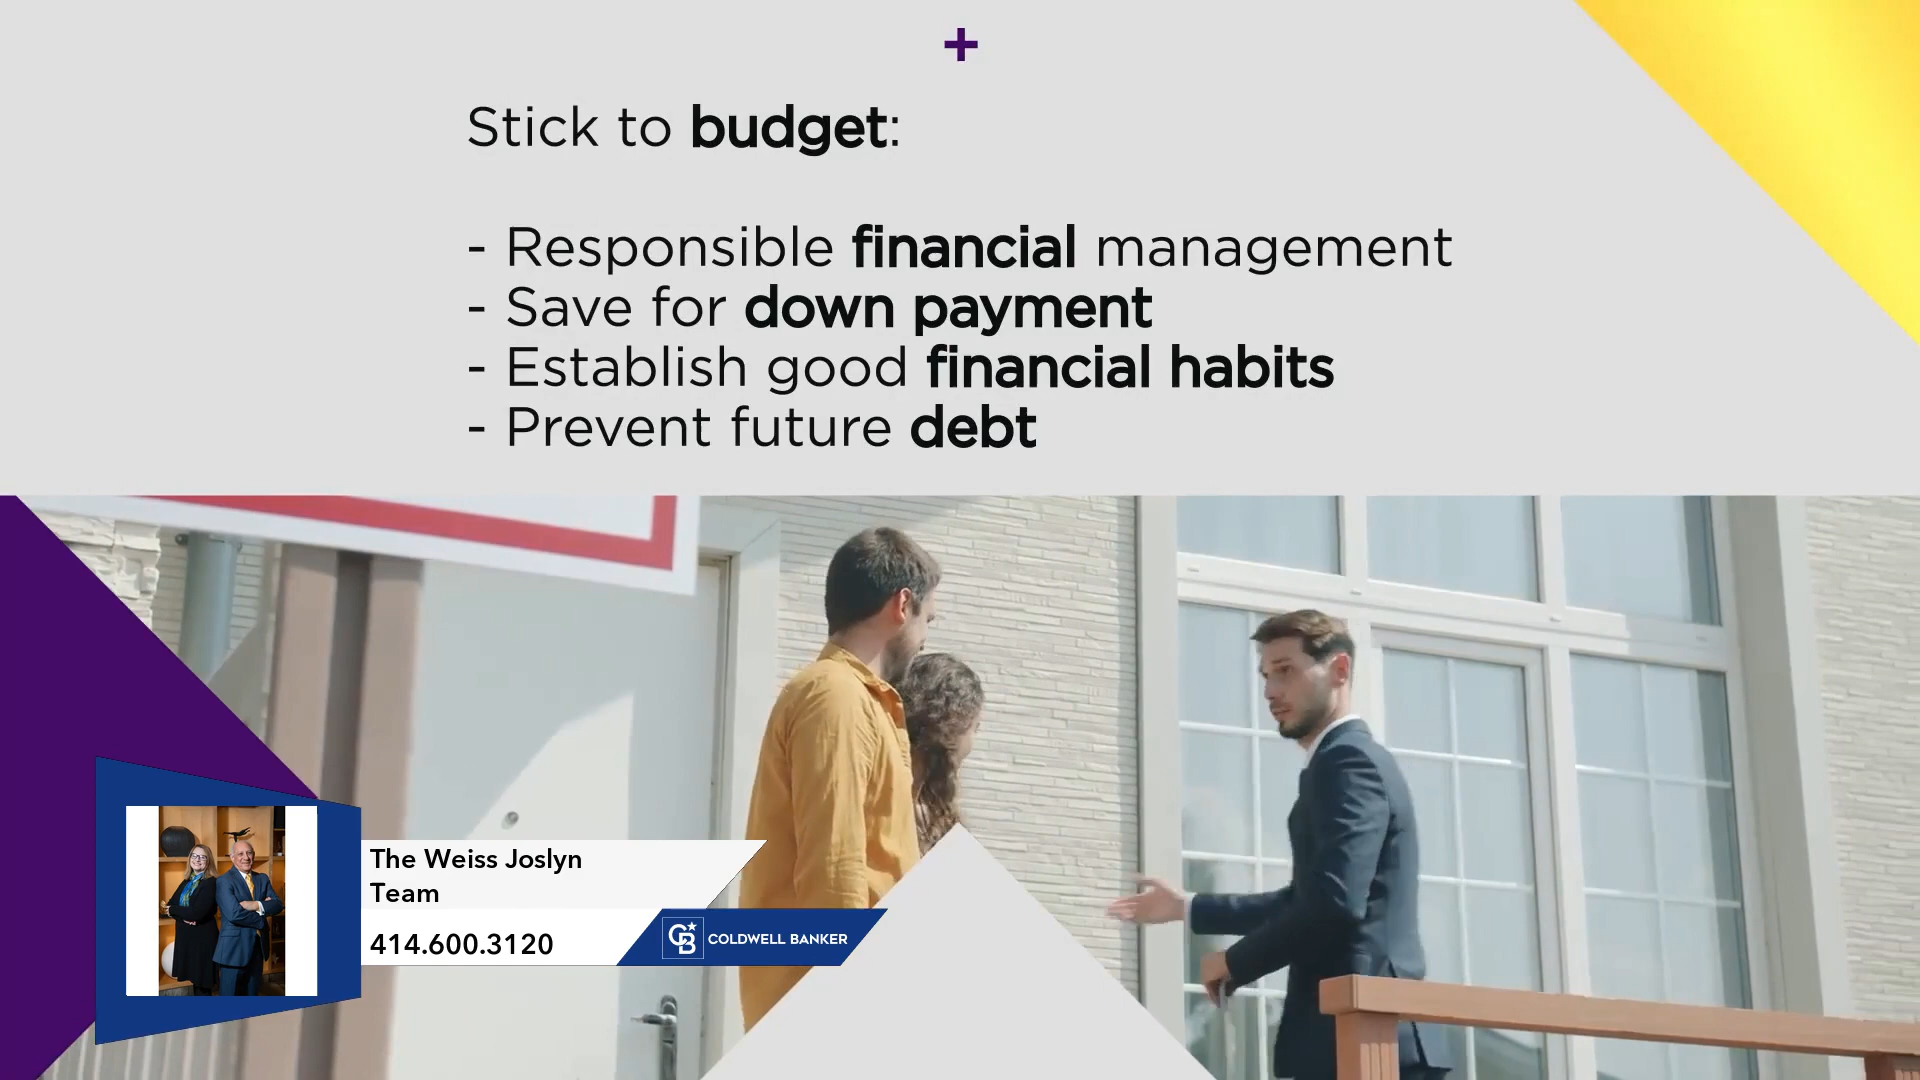 Stick to budget:
- Responsible financial management
- Save for down payment
- Establish good financial habits
- Prevent future debt
The Weiss Joslyn
Team
414.600.3120
CB COLDWELL BANKER